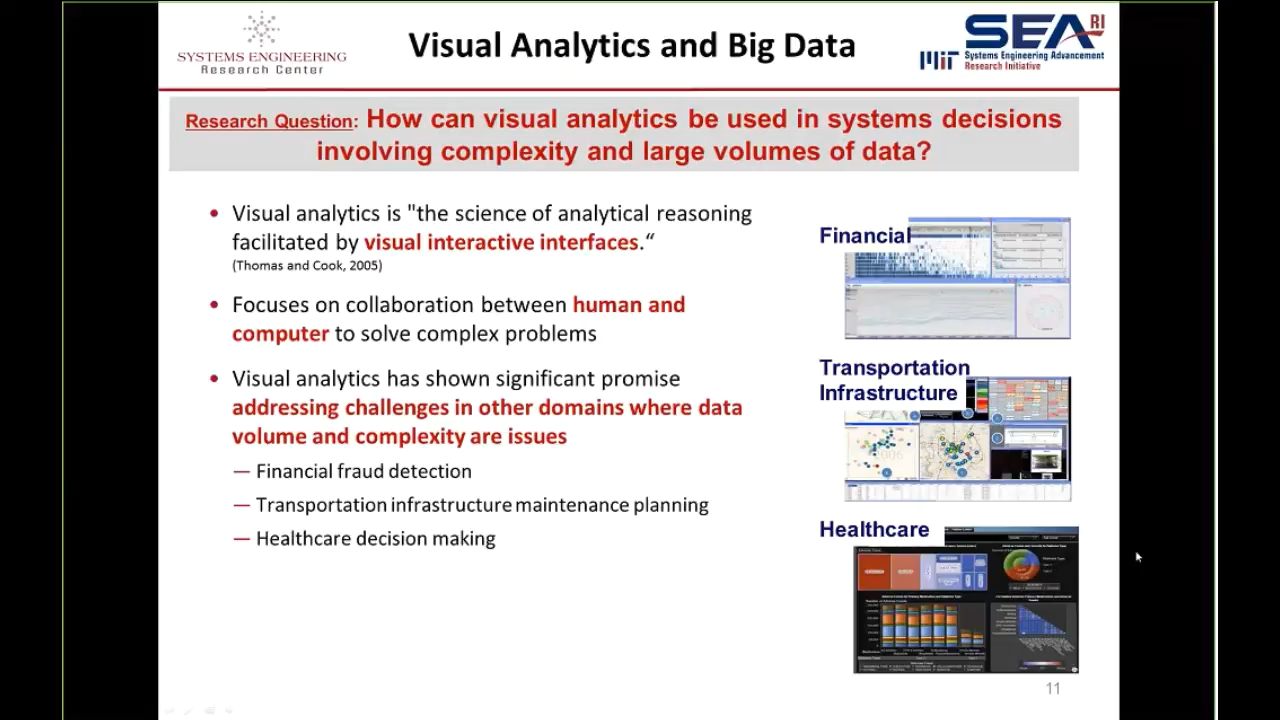 SYSTEMS ENGINEERING
Research Center
Visual Analytics and Big Data
SEARI
MIT
Systems Engineering Advancement
Research Initiative
Research Question: How can visual analytics be used in systems decisions
involving complexity and large volumes of data?
• Visual analytics is "the science of analytical reasoning
facilitated by visual interactive interfaces.“
(Thomas and Cook, 2005)
• Focuses on collaboration between human and
computer to solve complex problems
• Visual analytics has shown significant promise
addressing challenges in other domains where data
volume and complexity are issues
— Financial fraud detection
— Transportation infrastructure maintenance planning
— Healthcare decision making
Financial
Transportation
Infrastructure
Healthcare
11